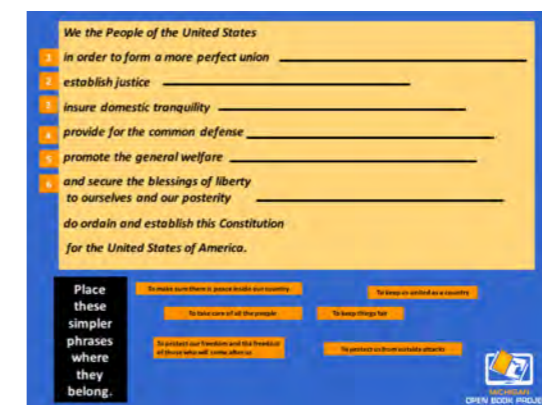 We the People of the United States
1 in order to form a more perfect union
2 establish justice
3 insure domestic tranquility
4 provide for the common defense
5 promote the general welfare
6 and secure the blessings of liberty
to ourselves and our posterity
do ordain and establish this Constitution
for the United States of America.
Place
these
simpler
phrases
where
they
belong.
To make sure there is peace inside our country
To keep us united as a country
To take care of all the people
To keep things fair
To protect our freedom and the freedom
of those who will come after us
To protect us from outside attacks
MICHIGAN
OPEN BOOK PROJE